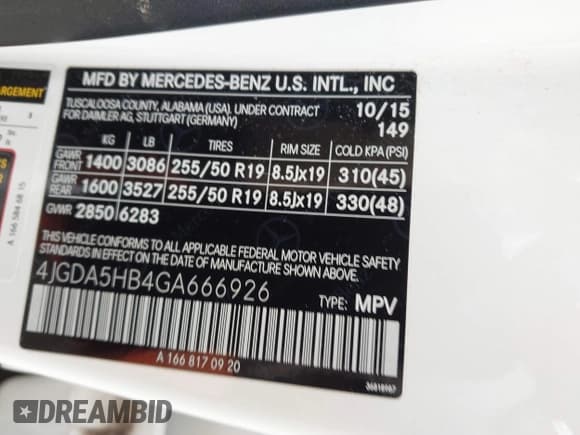 ARGEMENT
MFD BY MERCEDES-BENZ U.S. INTL., INC
TUSCALOOSA COUNTY, ALABAMA (USA). UNDER CONTRACT
FOR DAIMLER AG, STUTTGART (GERMANY)
10/15
149
KG LB TIRES RIM SIZE COLD KPA (PSI)
GAWR FRONT 1400 3086 255/50 R19 8.5Jx19 310(45)
GAWR REAR 1600 3527 255/50 R19 8.5Jx19 330(48)
GVWR 2850 6283
THIS VEHICLE CONFORMS TO ALL APPLICABLE FEDERAL MOTOR VEHICLE SAFETY
STANDARDS IN EFFECT ON THE DATE OF MANUFACTURE SHOWN ABOVE.
4JGDA5HB4GA666926
TYPE: MPV
A 166 817 09 20
A 166 584 68 15
DREAMBID